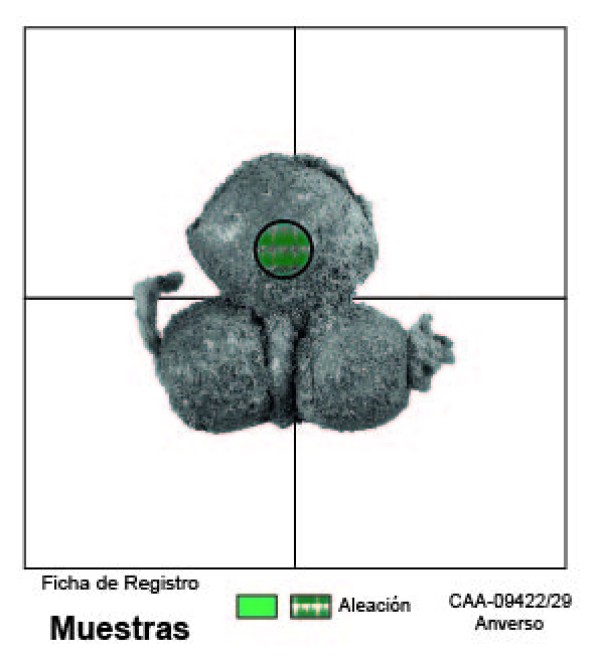 Ficha de Registro
Muestras
Aleación
CAA-09422/29
Anverso